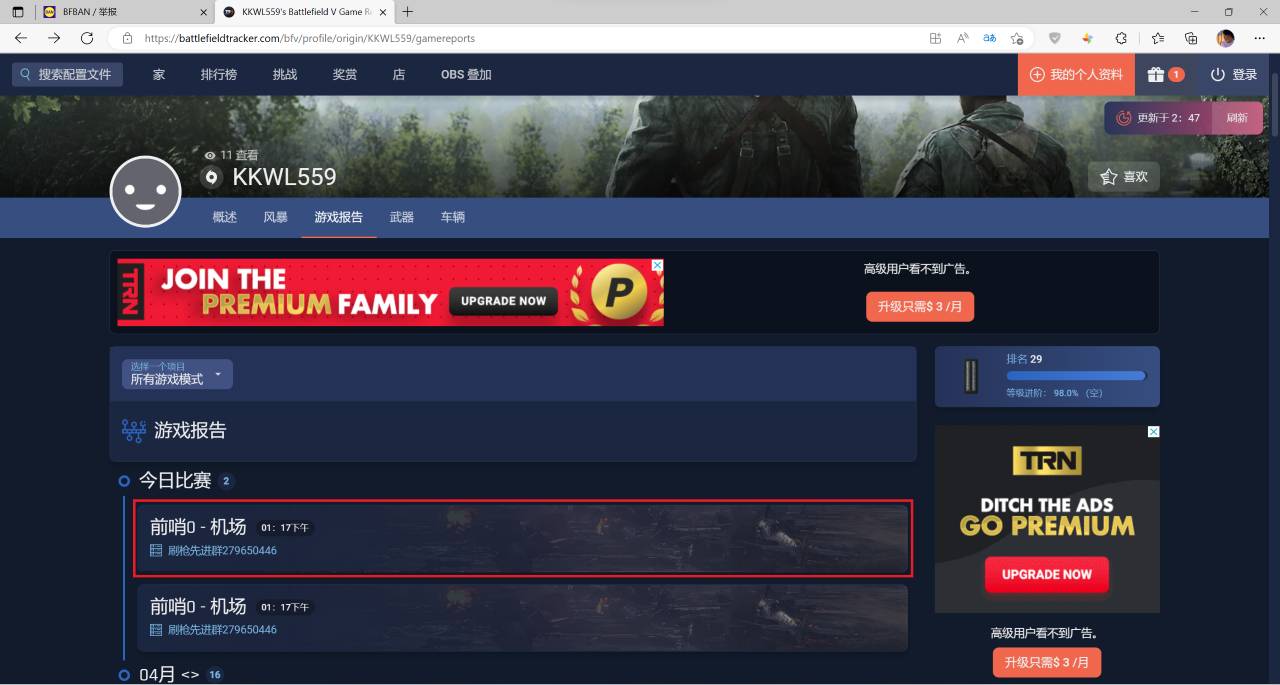 BFBAN / 举报
KKWL559's Battlefield V Game Re
https://battlefieldtracker.com/bfv/profile/origin/KKWL559/gamereports
搜索配置文件
家
排行榜
挑战
奖赏
店
OBS 叠加
我的个人资料
1
登录
更新于 2：47
刷新
11 查看
KKWL559
喜欢
概述
风暴
游戏报告
武器
车辆
TRN
JOIN THE
PREMIUM FAMILY
UPGRADE NOW
P
高级用户看不到广告。
升级只需$ 3 /月
选择一个项目
所有游戏模式
游戏报告
排名 29
等级进阶： 98.0% （空）
今日比赛 2
前哨0 - 机场 01：17下午
刷枪先进群279650446
前哨0 - 机场 01：17下午
刷枪先进群279650446
04月 <> 16
TRN
DITCH THE ADS
GO PREMIUM
UPGRADE NOW
高级用户看不到广告。
升级只需$ 3 /月